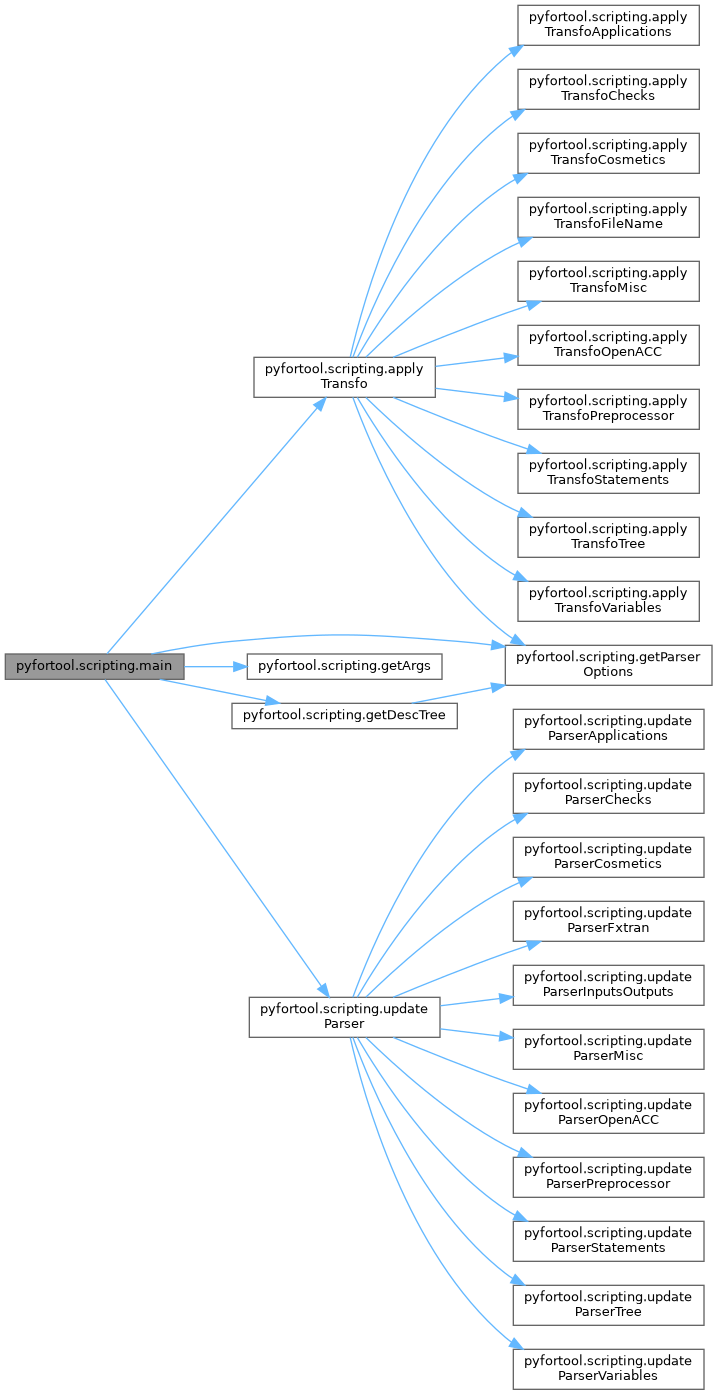 pyfortool.scripting.apply
TransfoApplications
pyfortool.scripting.apply
TransfoChecks
pyfortool.scripting.apply
TransfoCosmetics
pyfortool.scripting.apply
TransfoFileName
pyfortool.scripting.apply
TransfoMisc
pyfortool.scripting.apply
TransfoOpenACC
pyfortool.scripting.apply
Transfo
pyfortool.scripting.apply
TransfoPreprocessor
pyfortool.scripting.apply
TransfoStatements
pyfortool.scripting.apply
TransfoTree
pyfortool.scripting.apply
TransfoVariables
pyfortool.scripting.main
pyfortool.scripting.getArgs
pyfortool.scripting.getParser
Options
pyfortool.scripting.getDescTree
pyfortool.scripting.update
ParserApplications
pyfortool.scripting.update
ParserChecks
pyfortool.scripting.update
ParserCosmetics
pyfortool.scripting.update
ParserFxtran
pyfortool.scripting.update
ParserInputsOutputs
pyfortool.scripting.update
Parser
pyfortool.scripting.update
ParserMisc
pyfortool.scripting.update
ParserOpenACC
pyfortool.scripting.update
ParserPreprocessor
pyfortool.scripting.update
ParserStatements
pyfortool.scripting.update
ParserTree
pyfortool.scripting.update
ParserVariables